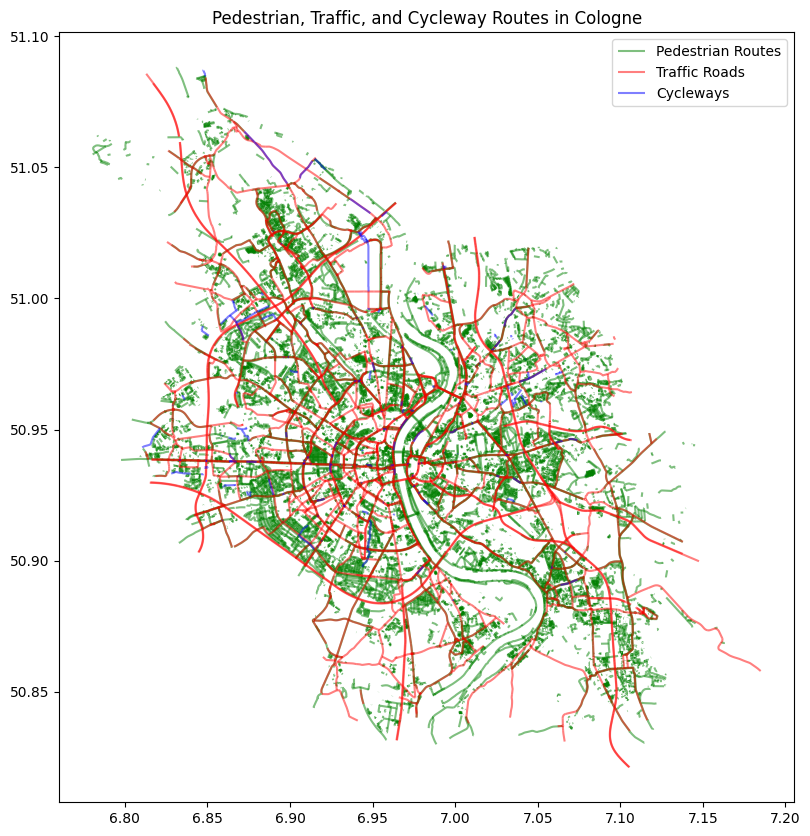 Pedestrian, Traffic, and Cycleway Routes in Cologne
Pedestrian Routes
Traffic Roads
Cycleways
51.10
51.05
51.00
50.95
50.90
50.85
6.80 6.85 6.90 6.95 7.00 7.05 7.10 7.15 7.20